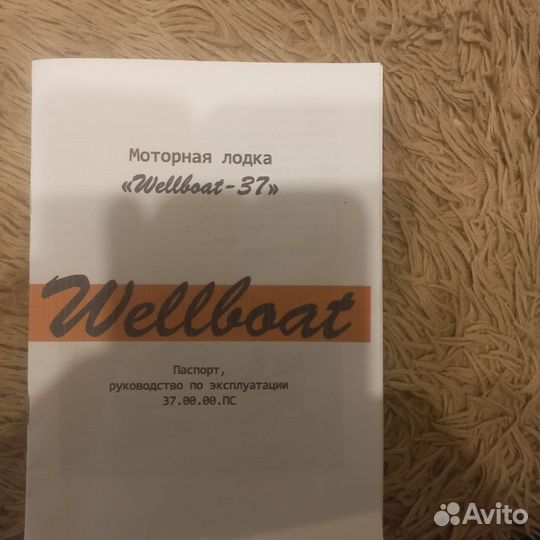 Моторная лодка
«Wellboat-37»
Wellboat
Паспорт,
руководство по эксплуатации
37.00.00.ПС
Avito